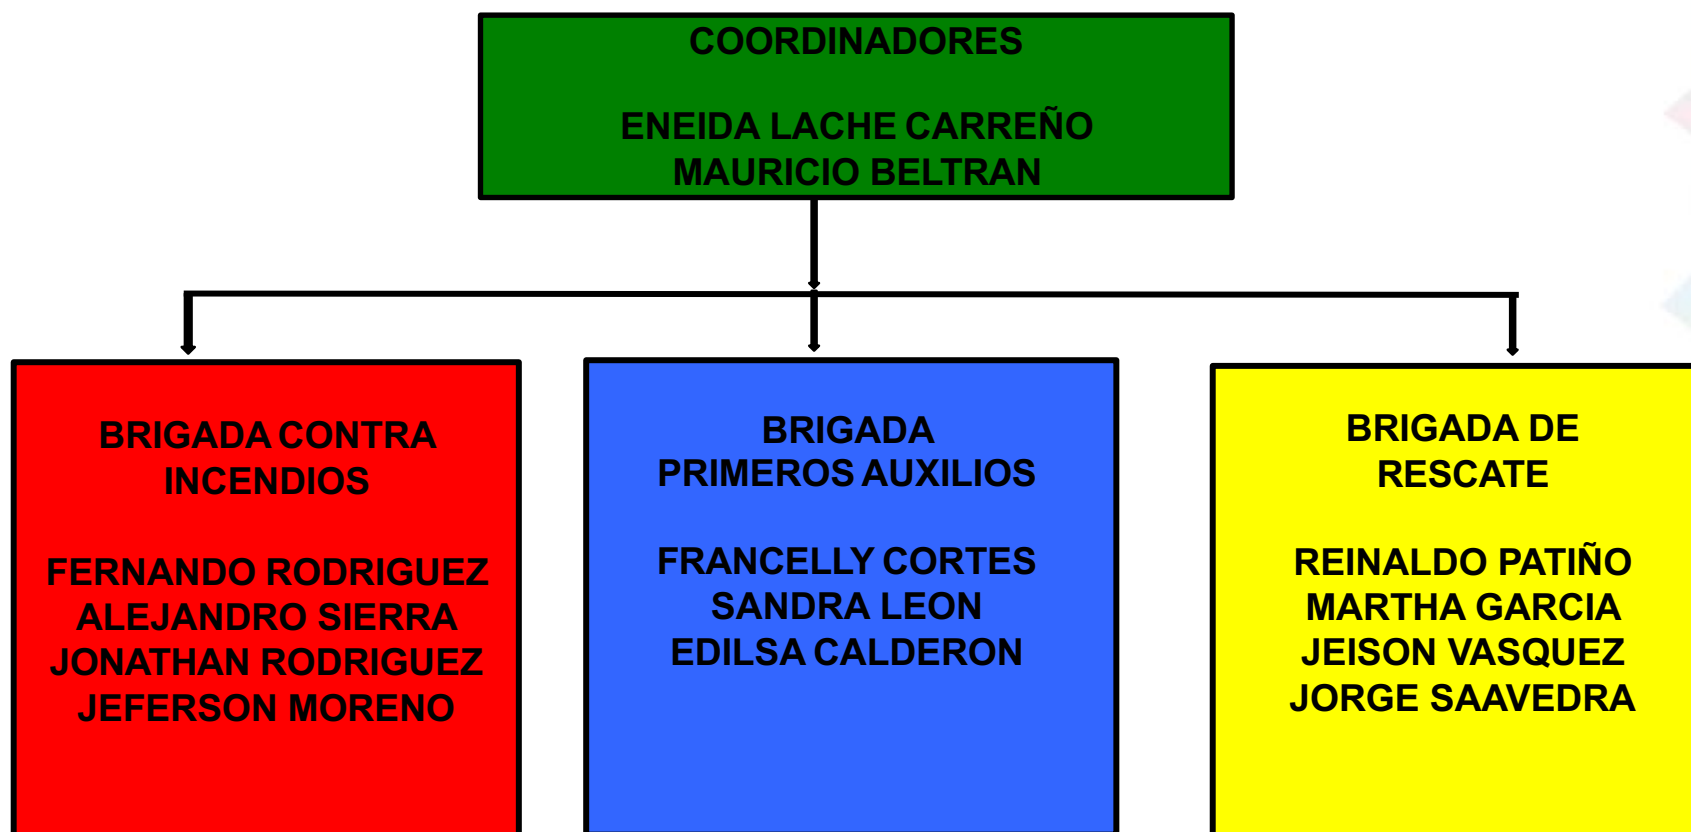 COORDINADORES
ENEIDA LACHE CARREÑO
MAURICIO BELTRAN
BRIGADA CONTRA
INCENDIOS
FERNANDO RODRIGUEZ
ALEJANDRO SIERRA
JONATHAN RODRIGUEZ
JEFERSON MORENO
BRIGADA
PRIMEROS AUXILIOS
FRANCELLY CORTES
SANDRA LEON
EDILSA CALDERON
BRIGADA DE
RESCATE
REINALDO PATIÑO
MARTHA GARCIA
JEISON VASQUEZ
JORGE SAAVEDRA